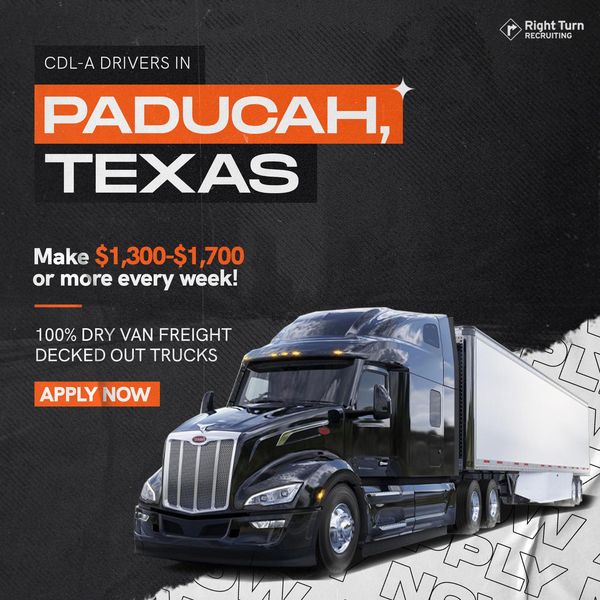 Right Turn
RECRUITING
CDL-A DRIVERS IN
PADUCAH,
TEXAS
Make $1,300-$1,700
or more every week!
100% DRY VAN FREIGHT
DECKED OUT TRUCKS
APPLY NOW